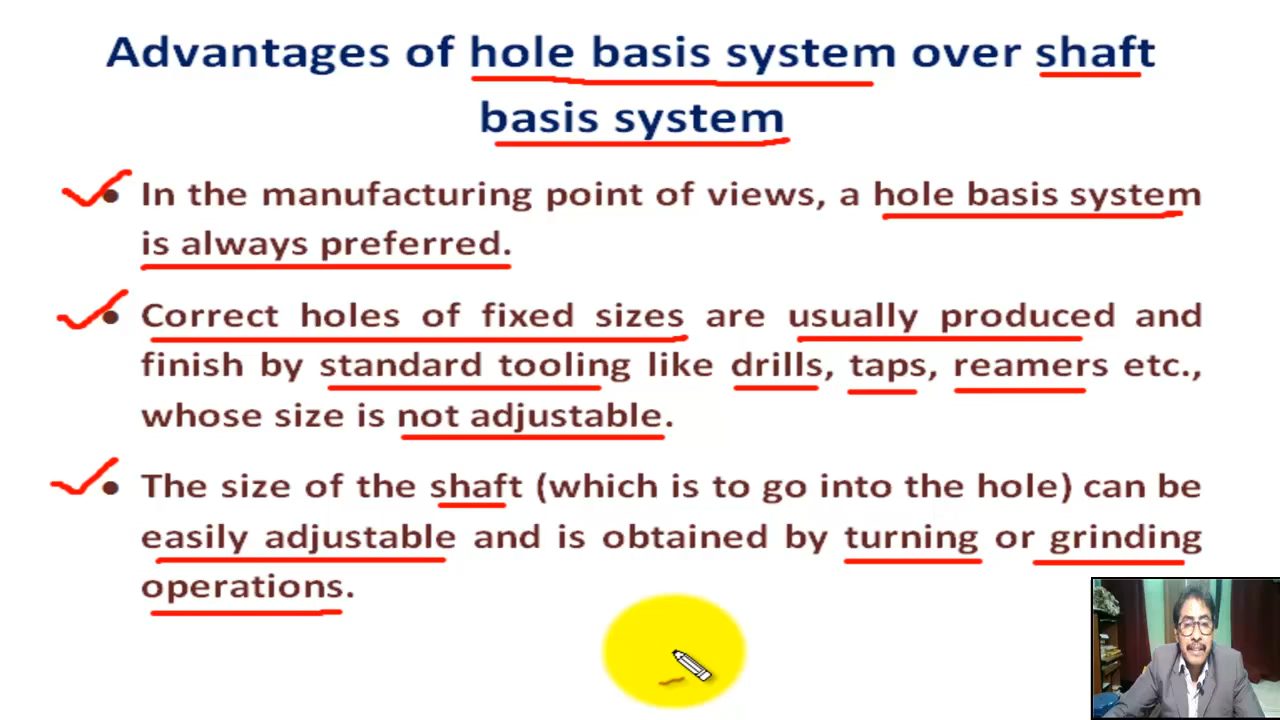 Advantages of hole basis system over shaft
basis system
• In the manufacturing point of views, a hole basis system
is always preferred.
• Correct holes of fixed sizes are usually produced and
finish by standard tooling like drills, taps, reamers etc.,
whose size is not adjustable.
• The size of the shaft (which is to go into the hole) can be
easily adjustable and is obtained by turning or grinding
operations.